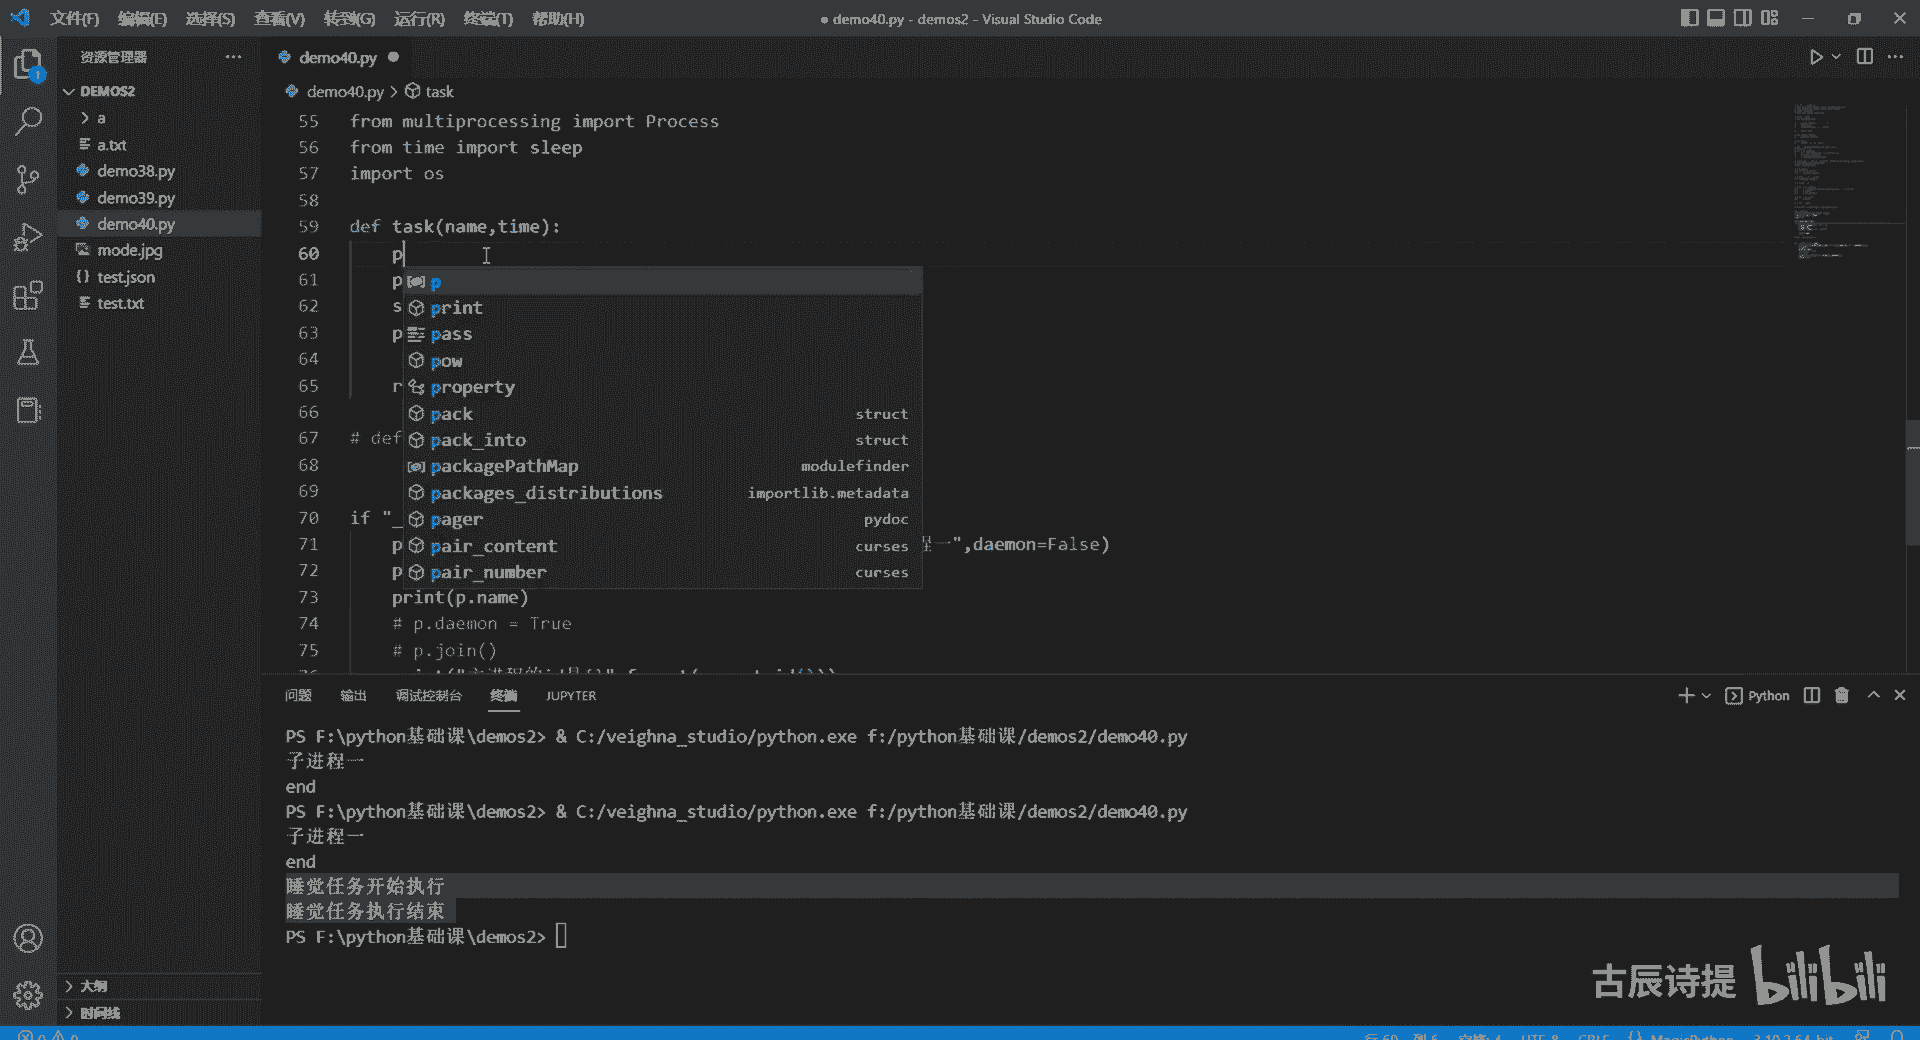 文件(F) 编辑(E) 选择(S) 查看(V) 转到(G) 运行(R) 终端(T) 帮助(H)
● demo40.py - demos2 - Visual Studio Code
资源管理器
demo40.py ●
DEMOS2
demo40.py > task
a
a.txt
demo38.py
demo39.py
demo40.py
mode.jpg
test.json
test.txt
1
大纲
时间线
55 from multiprocessing import Process
56 from time import sleep
57 import os
58
59 def task(name,time):
60 p
61 p
62 s
63 p
64
65 r
66
67 # def
68
69
70 if "_
71 p 程一",daemon=False)
72 p
73 print(p.name)
74 # p.daemon = True
75 # p.join()
p
print
pass
pow
property
pack struct
pack_into struct
packagePathMap modulefinder
packages_distributions importlib.metadata
pager pydoc
pair_content curses
pair_number curses
问题 输出 调试控制台 终端 JUPYTER
Python
PS F:\python基础课\demos2> & C:/veighna_studio/python.exe f:/python基础课/demos2/demo40.py
子进程一
end
PS F:\python基础课\demos2> & C:/veighna_studio/python.exe f:/python基础课/demos2/demo40.py
子进程一
end
睡觉任务开始执行
睡觉任务执行结束
PS F:\python基础课\demos2>
古辰诗提 bilibili